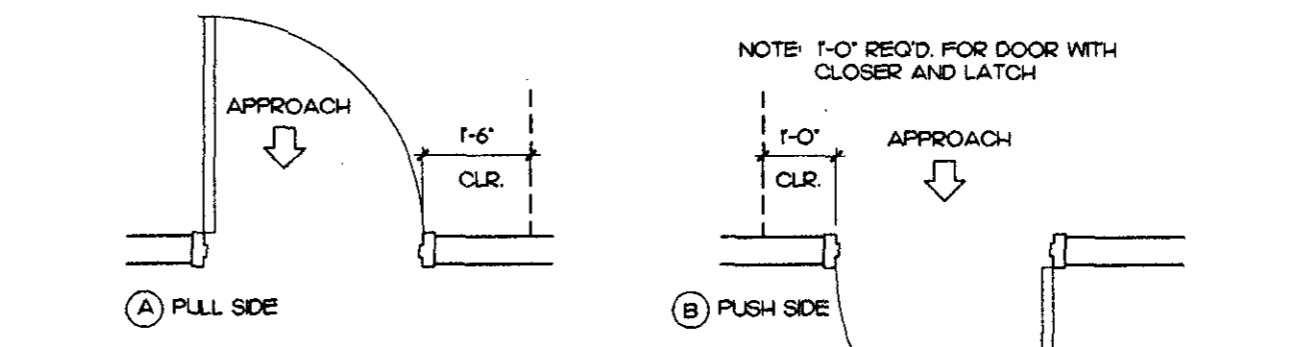 NOTE: 1'-0" REQ'D. FOR DOOR WITH
CLOSER AND LATCH
APPROACH
1'-6"
CLR.
1'-0"
CLR.
APPROACH
A PULL SIDE
B PUSH SIDE